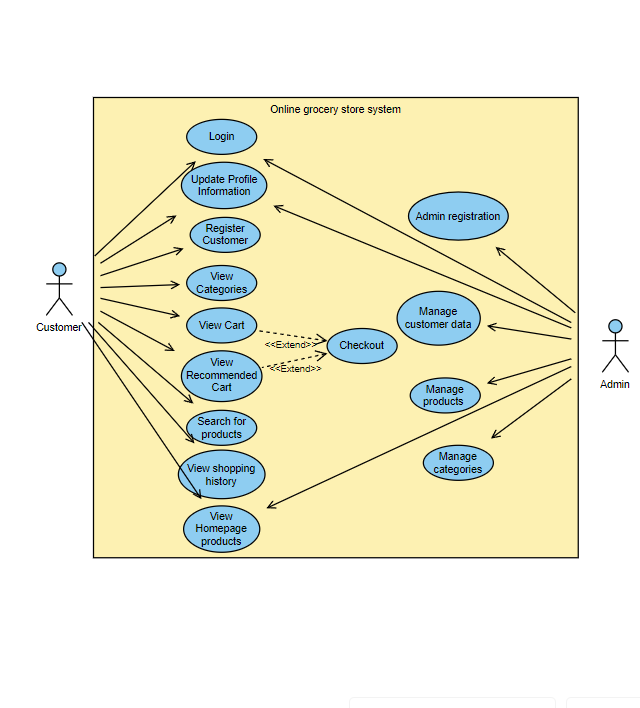 Online grocery store system
Login
Update Profile
Information
Register
Customer
View
Categories
View Cart
View
Recommended
Cart
Search for
products
View shopping
history
View
Homepage
products
<<Extend>>
<<Extend>>
Checkout
Admin registration
Manage
customer data
Manage
products
Manage
categories
Customer
Admin